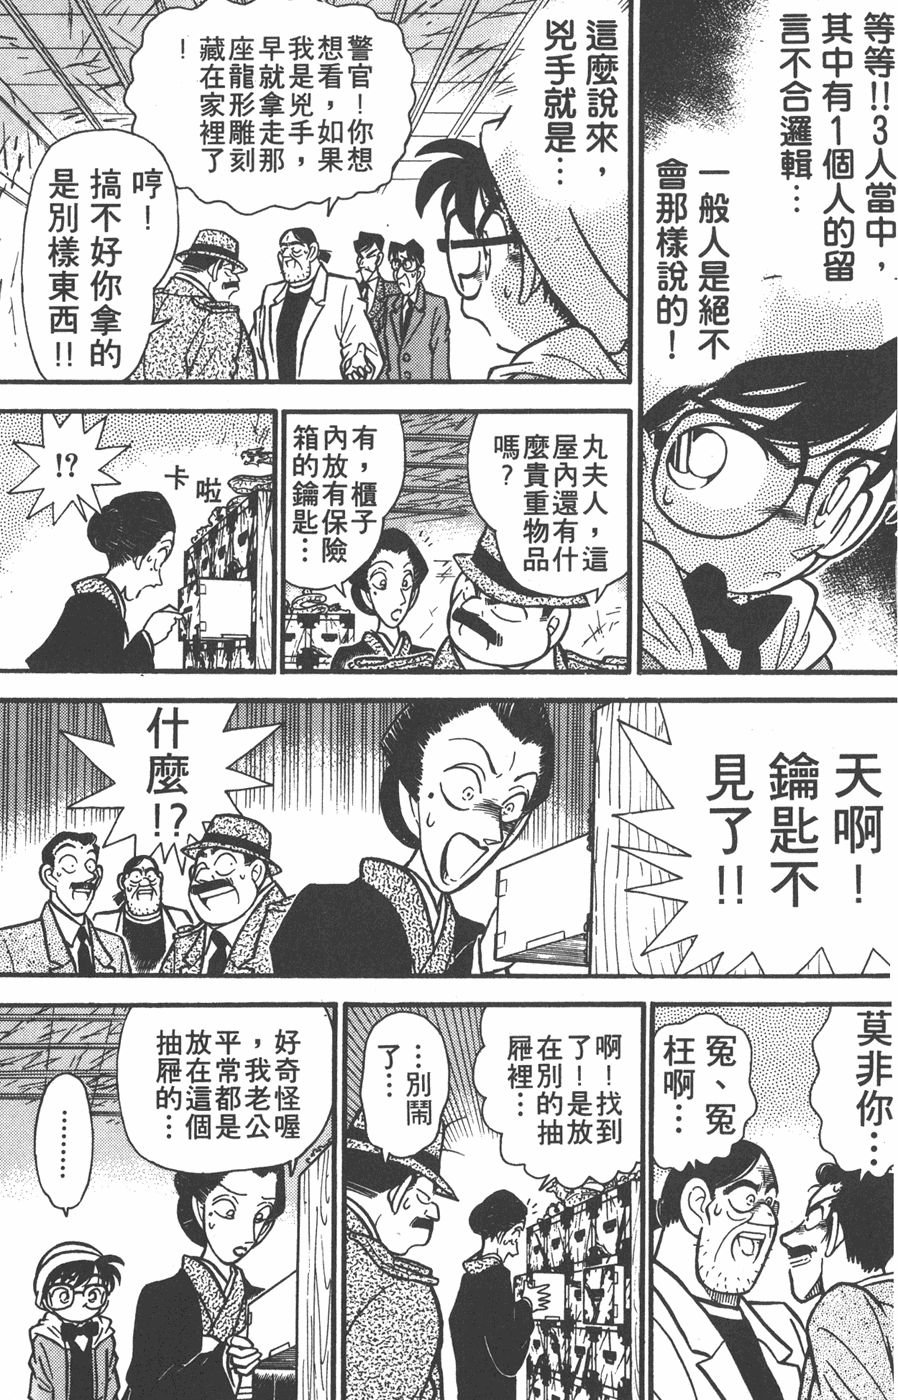 等等!!3人當中，
其中有1個人的留
言不合邏輯…
一般人是絕不
會那樣說的！
這麼說來，
兇手就是…
警官！你想
想看，如果
我是兇手，
早就拿走那
座龍形雕刻
藏在家裡了
！
哼！
搞不好你拿的
是別樣東西!!
丸夫人，這
屋內還有什
麼貴重物品
嗎？
有，櫃子
內放有保險
箱的鑰匙…
卡啦
!?
天啊！
鑰匙不
見了!!
什麼!?
莫非你…
冤、冤
枉啊…
啊！找到
了！是放
在別的抽
屜裡…
…別鬧
了…
好奇怪喔
，我老公
平常都是
放在這個
抽屜的…
………